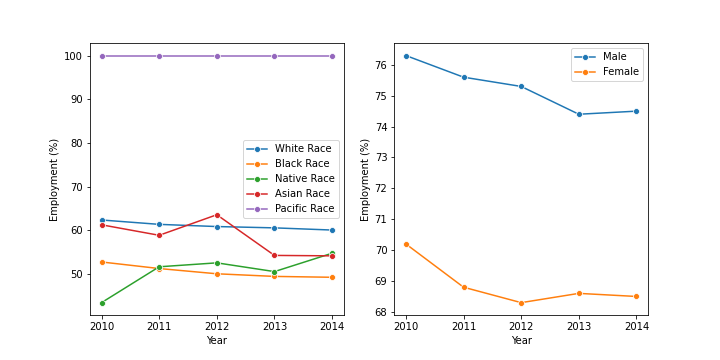 100
90
80
70
60
50
Employment (%)
2010 2011 2012 2013 2014
Year
White Race
Black Race
Native Race
Asian Race
Pacific Race
76
75
74
73
72
71
70
69
68
Employment (%)
2010 2011 2012 2013 2014
Year
Male
Female